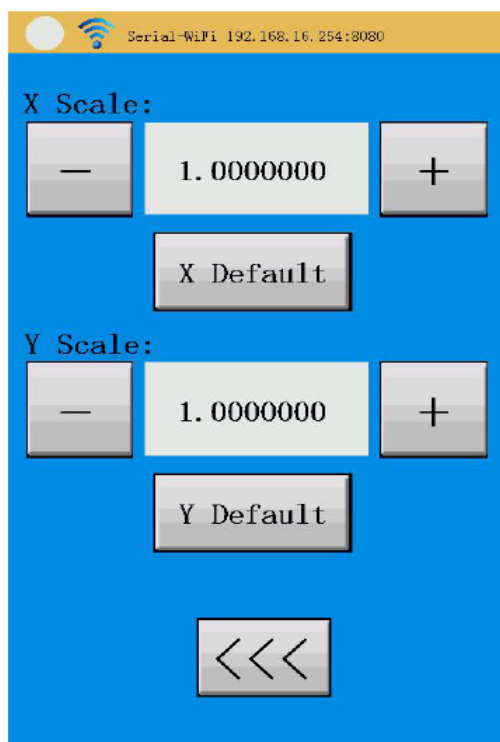 Serial-WiFi 192.168.16.254:8080
X Scale:
— 1.0000000 +
X Default
Y Scale:
— 1.0000000 +
Y Default
<<<